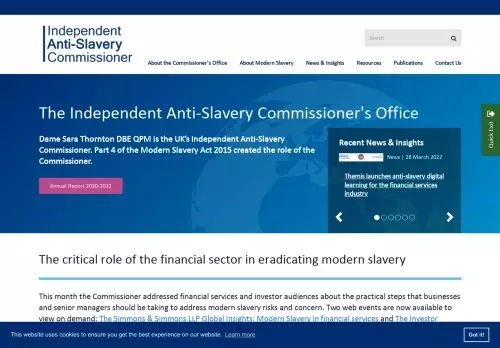 Independent
Anti-Slavery
Commissioner
Search
About the Commissioner's Office About Modern Slavery News & Insights Resources Publications Contact Us
The Independent Anti-Slavery Commissioner's Office
Dame Sara Thornton DBE QPM is the UK's Independent Anti-Slavery
Commissioner. Part 4 of the Modern Slavery Act 2015 created the role of the
Commissioner.
Annual Report 2020-2021
Recent News & Insights
News | 28 March 2022
Themis launches anti-slavery digital
learning for the financial services
industry
Quick Exit
The critical role of the financial sector in eradicating modern slavery
This month the Commissioner addressed financial services and investor audiences about the practical steps that businesses
and senior managers should be taking to address modern slavery risks and concern. Two web events are now available to
view on demand: The Simmons & Simmons LLP Global Insights: Modern Slavery in financial services and The Investor
This website uses cookies to ensure you get the best experience on our website. Learn more
Got it!